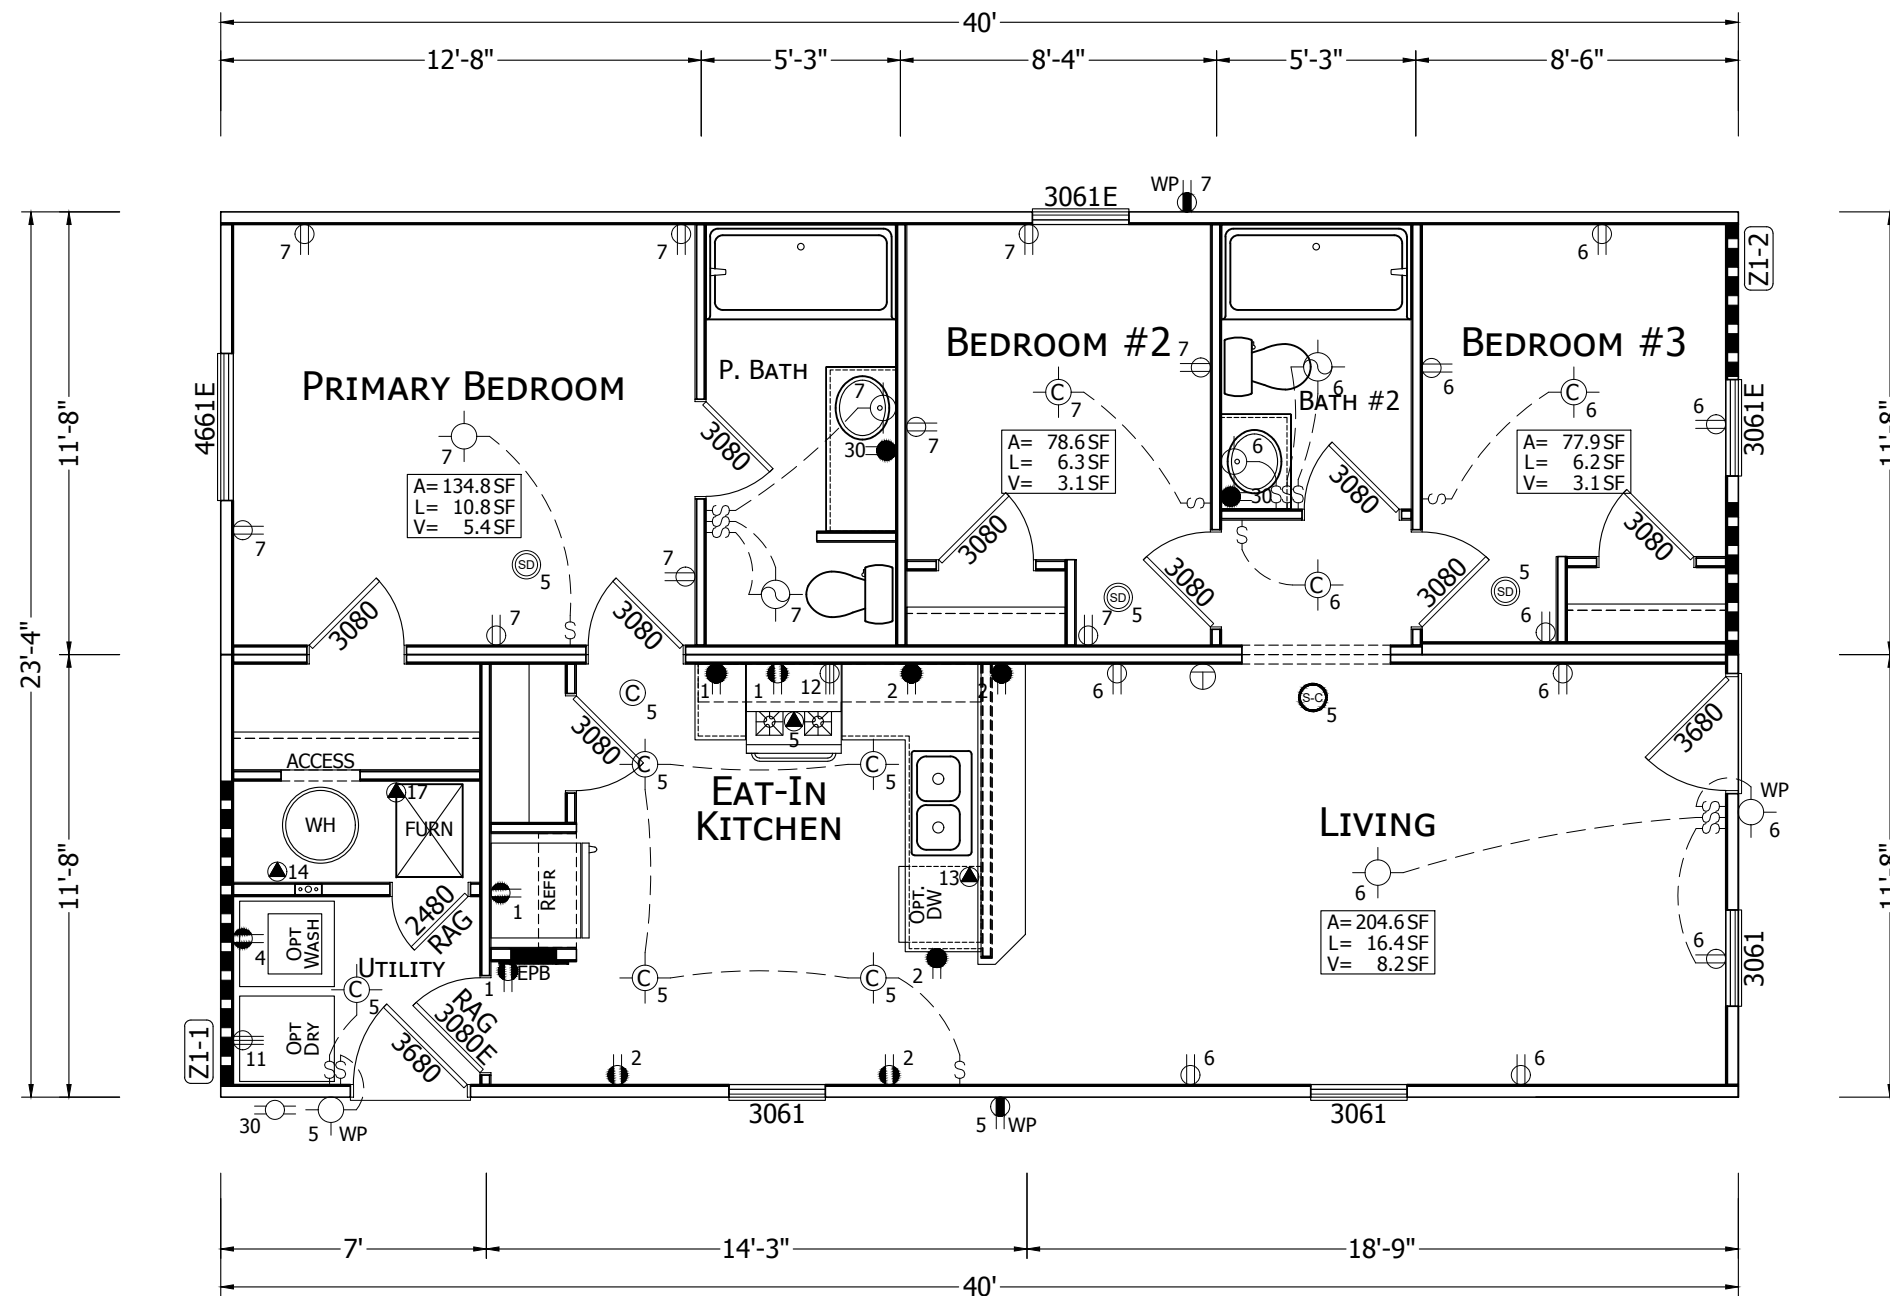 40'
12'-8"
5'-3"
8'-4"
5'-3"
8'-6"
3061E
WP 7
7
7
7
6
Z1-2
23'-4"
11'-8"
11'-8"
4661E
PRIMARY BEDROOM
P. BATH
BEDROOM #2
7
BATH #2
BEDROOM #3
3061E
11'-8"
11'-8"
7
7
7
6
6
6
6
A= 134.8 SF
L= 10.8 SF
V= 5.4 SF
A= 78.6 SF
L= 6.3 SF
V= 3.1 SF
A= 77.9 SF
L= 6.2 SF
V= 3.1 SF
3080
30
7
6
30
S
S
S
S
S
S
S
S
S
3080
3080
3080
7
SD
5
7
7
S
7
3080
3080
SD
5
7
3080
S
C
6
3080
SD
5
6
C
7
C
6
C
5
3080
1
1
12
2
2
5
6
T
S-C
5
6
3680
ACCESS
WH
17
FURN
14
C
5
C
5
EAT-IN
KITCHEN
LIVING
S
S
S
WP
6
6
A= 204.6 SF
L= 16.4 SF
V= 8.2 SF
6
3061
REFR
1
OPT.
DW
13
2
2480
RAG
OPT
WASH
4
UTILITY
C
5
EPB
1
C
5
C
5
RAG
3080E
OPT
DRY
11
3680
S
S
Z1-1
2
2
S
6
6
30
5 WP
3061
5 WP
3061
7'
14'-3"
18'-9"
40'